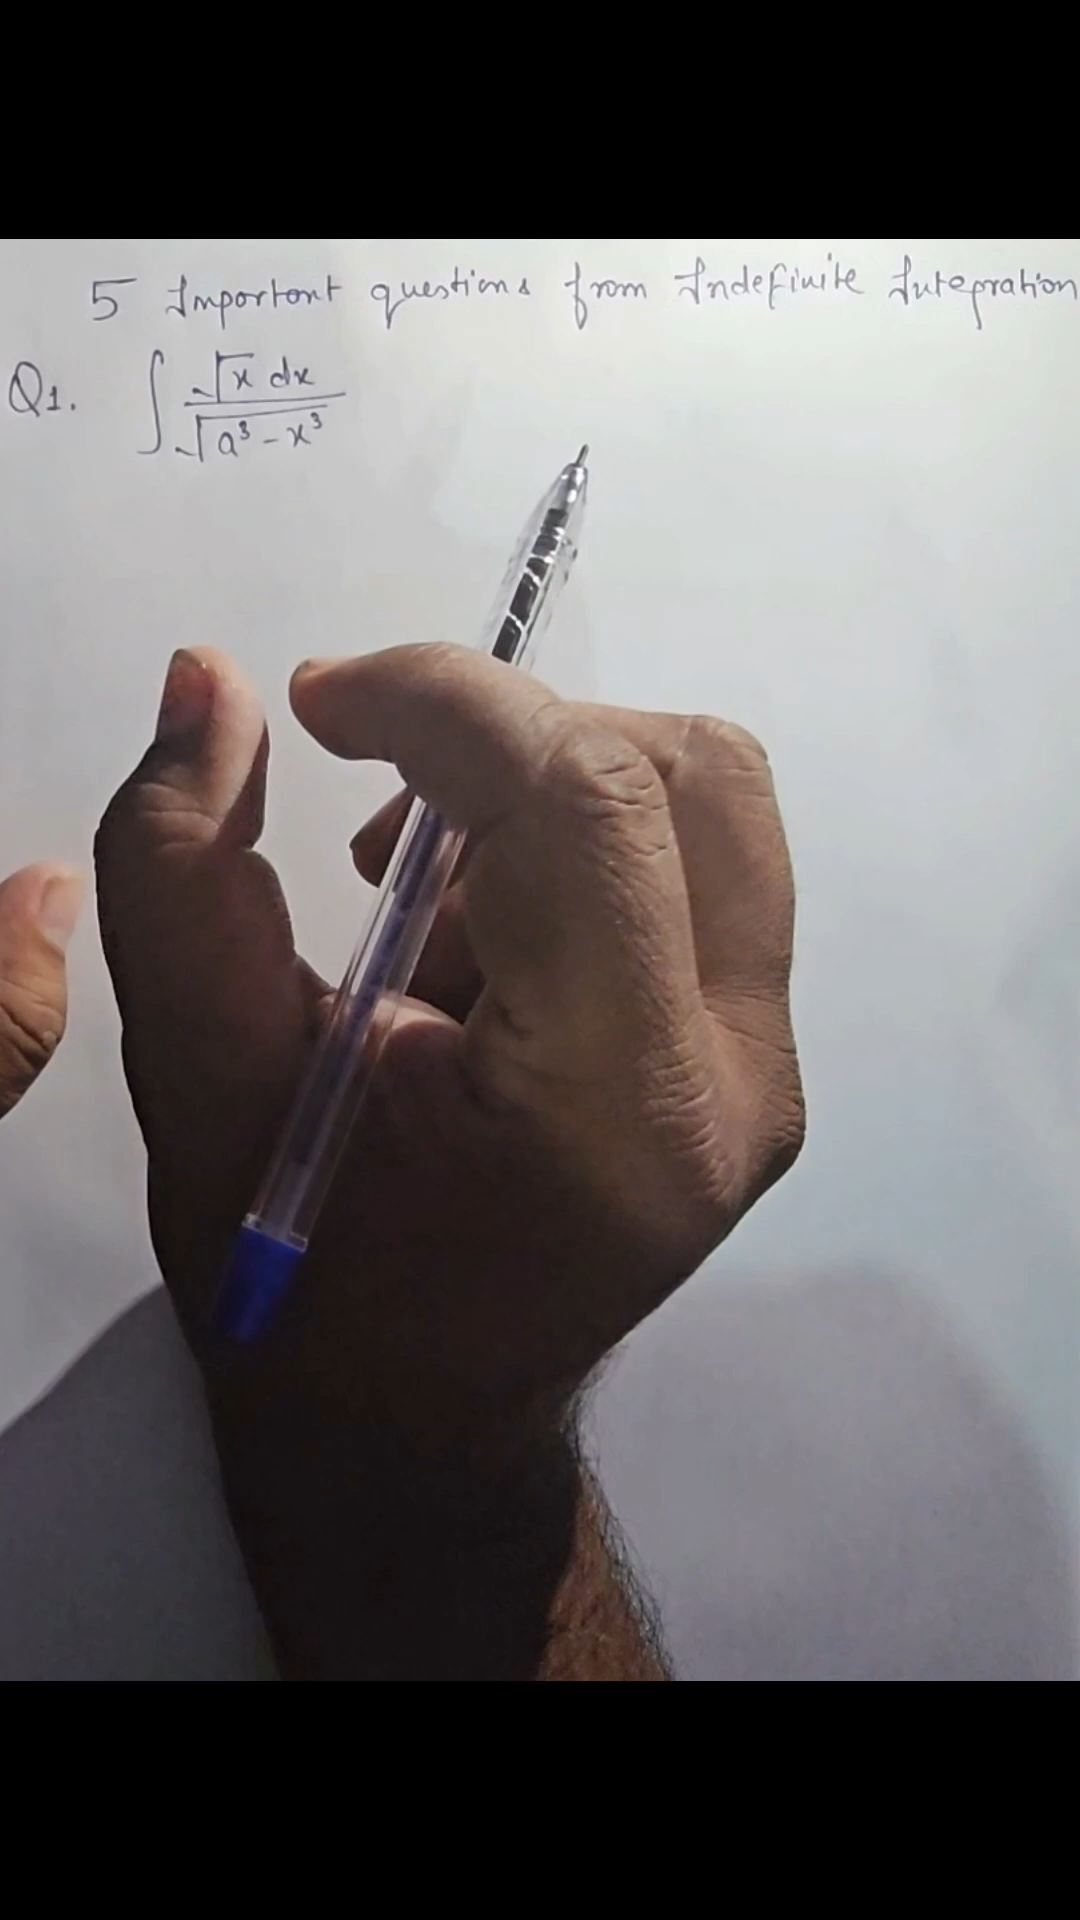 5 Important questions from Indefinite Integration
Q1. ∫ √x dx / √a³ - x³